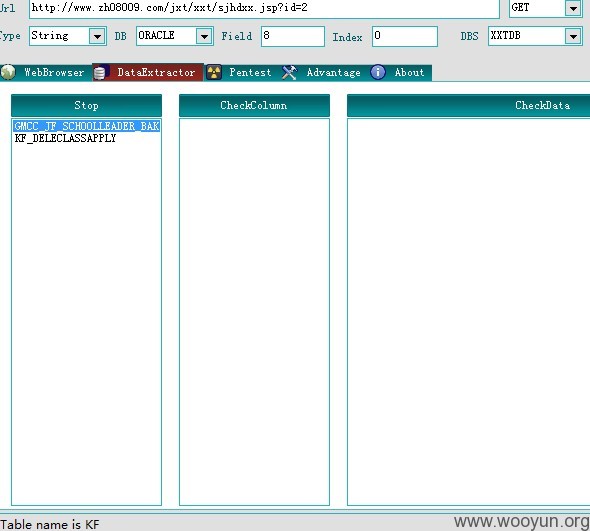 Url http://www.zh08009.com/jxt/xxt/sjhdxx.jsp?id=2 GET
Type String DB ORACLE Field 8 Index 0 DBS XXTDB
WebBrowser DataExtractor Pentest Advantage About
Stop CheckColumn CheckData
GMCC_JF_SCHOOLLEADER_BAK
KF_DELECLASSAPPLY
Table name is KF
www.wooyun.org